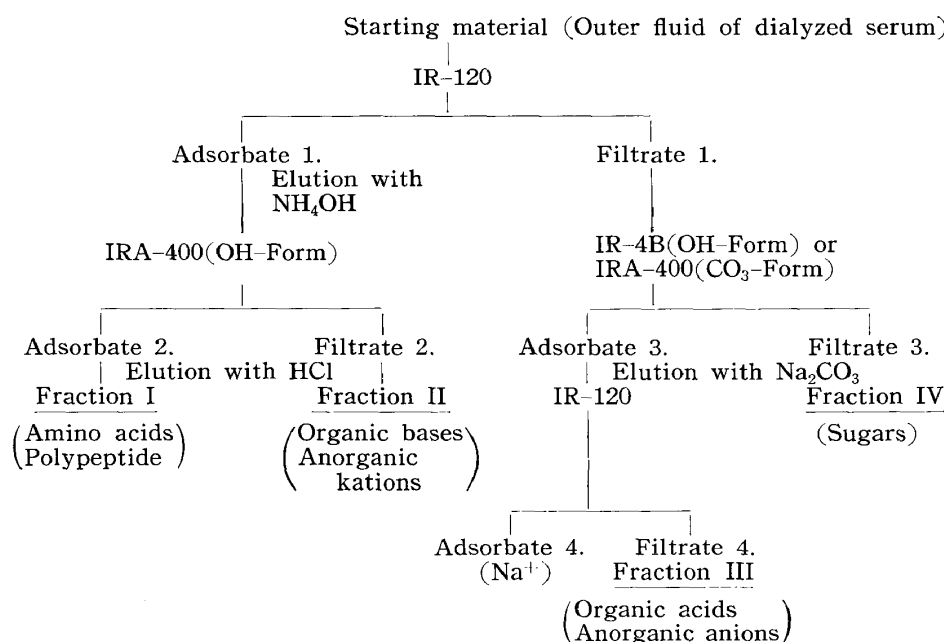 Starting material (Outer fluid of dialyzed serum)
IR-120
Adsorbate 1. Filtrate 1.
Elution with
NH₄OH
IRA-400(OH-Form)
IR-4B(OH-Form) or
IRA-400(CO₃-Form)
Adsorbate 2. Filtrate 2. Adsorbate 3. Filtrate 3.
Elution with HCl Elution with Na₂CO₃
Fraction I Fraction II IR-120 Fraction IV
(Amino acids
Polypeptide)
(Organic bases
Anorganic
kations)
(Sugars)
Adsorbate 4. Filtrate 4.
(Na⁺) Fraction III
(Organic acids
Anorganic anions)